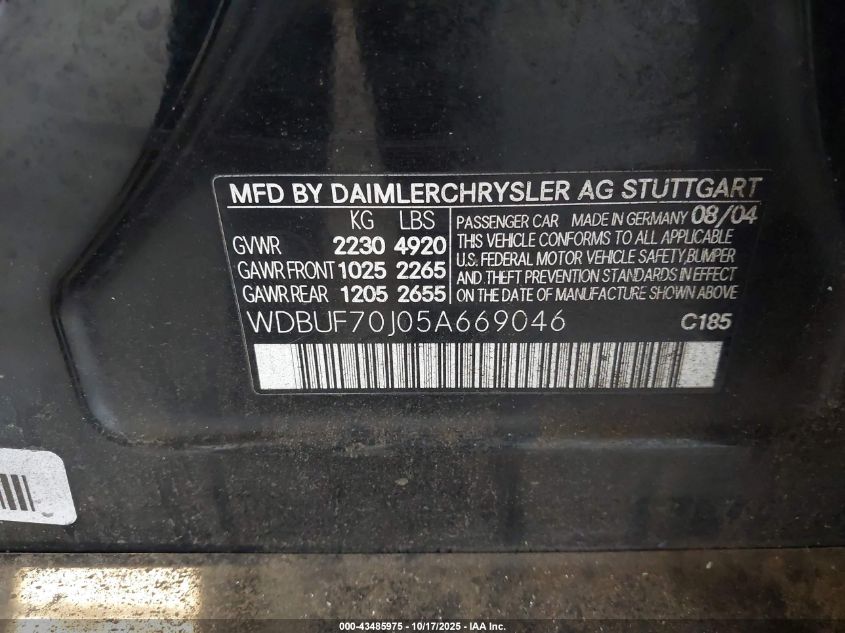 MFD BY DAIMLERCHRYSLER AG STUTTGART
KG LBS
GVWR 2230 4920
GAWR FRONT 1025 2265
GAWR REAR 1205 2655
PASSENGER CAR MADE IN GERMANY 08/04
THIS VEHICLE CONFORMS TO ALL APPLICABLE
U.S. FEDERAL MOTOR VEHICLE SAFETY, BUMPER
AND THEFT PREVENTION STANDARDS IN EFFECT
ON THE DATE OF MANUFACTURE SHOWN ABOVE.
WDBUF70J05A669046 C185
000-43485975 - 10/17/2025 - IAA Inc.